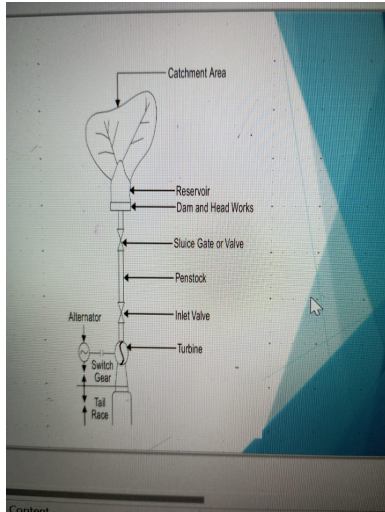 Catchment Area
Reservoir
Dam and Head Works
Sluice Gate or Valve
Penstock
Alternator
Inlet Valve
Turbine
Switch
Gear
Tail
Race
Content